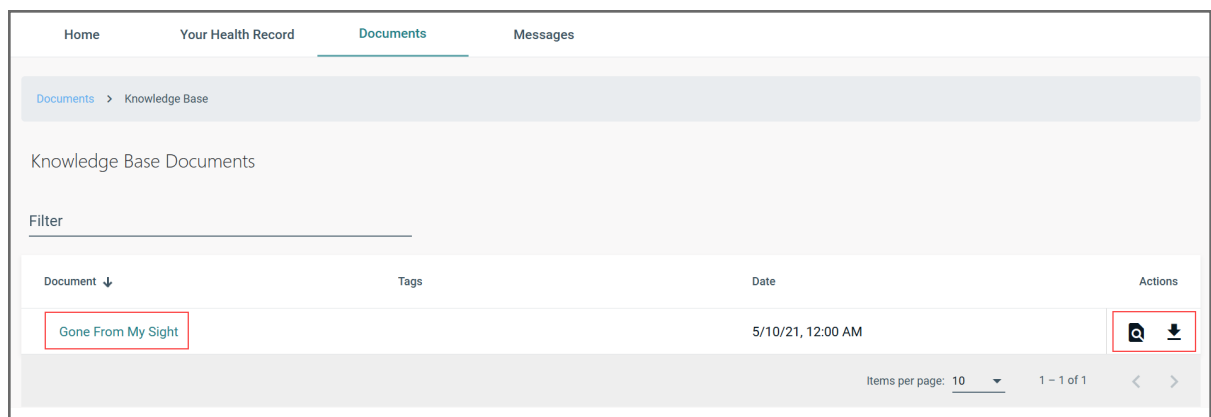 Home Your Health Record Documents Messages
Documents > Knowledge Base
Knowledge Base Documents
Filter
Document Tags Date Actions
Gone From My Sight 5/10/21, 12:00 AM
Items per page: 10 1 – 1 of 1